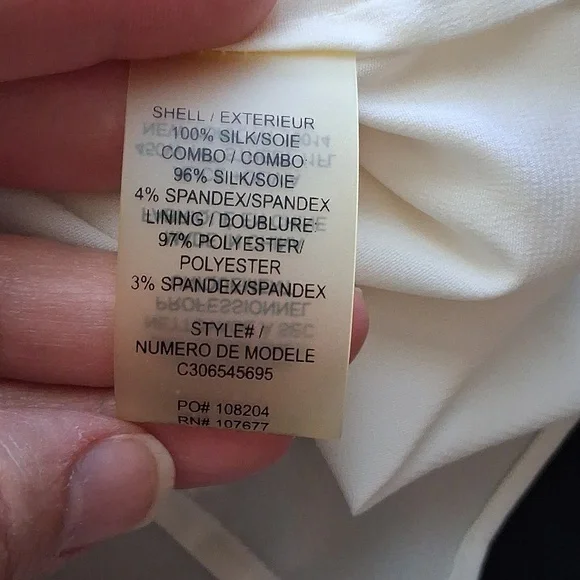 SHELL / EXTERIEUR
100% SILK/SOIE
COMBO / COMBO
96% SILK/SOIE
4% SPANDEX/SPANDEX
LINING / DOUBLURE:
97% POLYESTER/
POLYESTER
3% SPANDEX/SPANDEX
PROFESSIONNEL
STYLE# /
NUMERO DE MODELE
C306545695
PO# 108204
RN# 107677